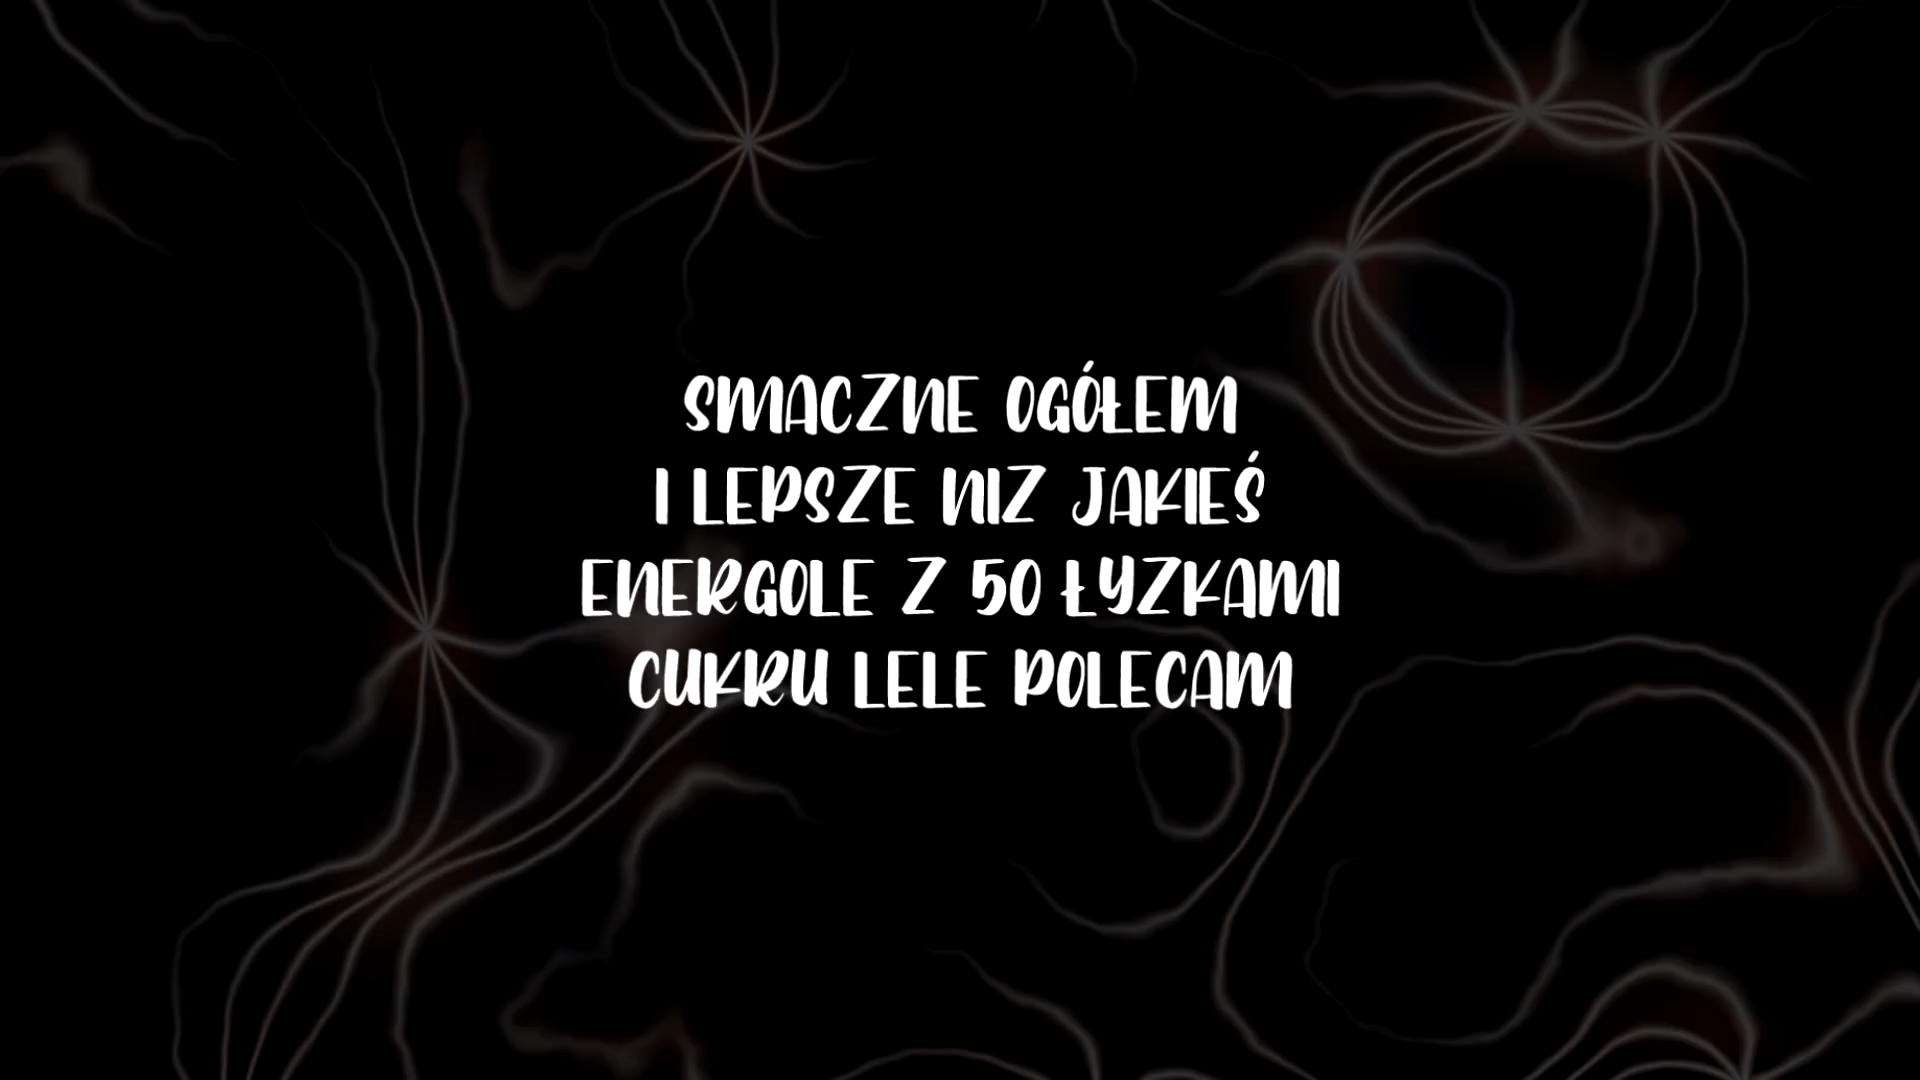 SMACZNE OGÓŁEM
I LEPSZE NIZ JAKIEŚ
ENERGOLE Z 50 ŁYZKAMI
CUKRU LELE POLECAM